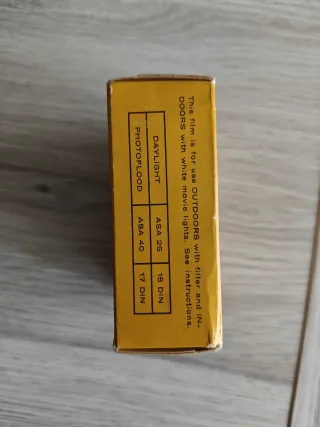 This film is for use OUTDOORS with filter and IN-
DOORS with white movie lights. See instructions.
DAYLIGHT ASA 25 15 DIN
PHOTOFLOOD ASA 40 17 DIN